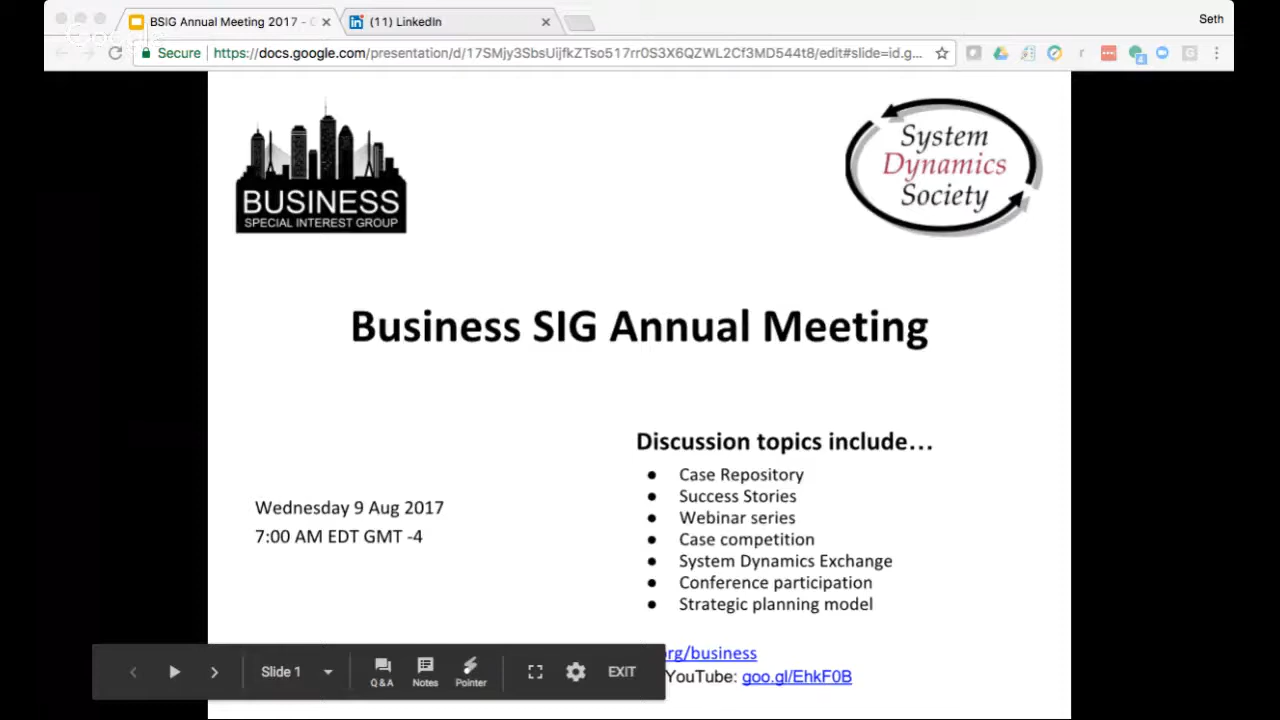 BSIG Annual Meeting 2017 - 
(11) LinkedIn
Seth
Secure
https://docs.google.com/presentation/d/17SMjy3SbsUijfkZTso517rr0S3X6QZWL2Cf3MD544t8/edit#slide=id.g...
Google
BUSINESS
SPECIAL INTEREST GROUP
System
Dynamics
Society
Business SIG Annual Meeting
Discussion topics include…
● Case Repository
● Success Stories
● Webinar series
● Case competition
● System Dynamics Exchange
● Conference participation
● Strategic planning model
Wednesday 9 Aug 2017
7:00 AM EDT GMT -4
org/business
YouTube: goo.gl/EhkF0B
Slide 1
Q&A
Notes
Pointer
EXIT